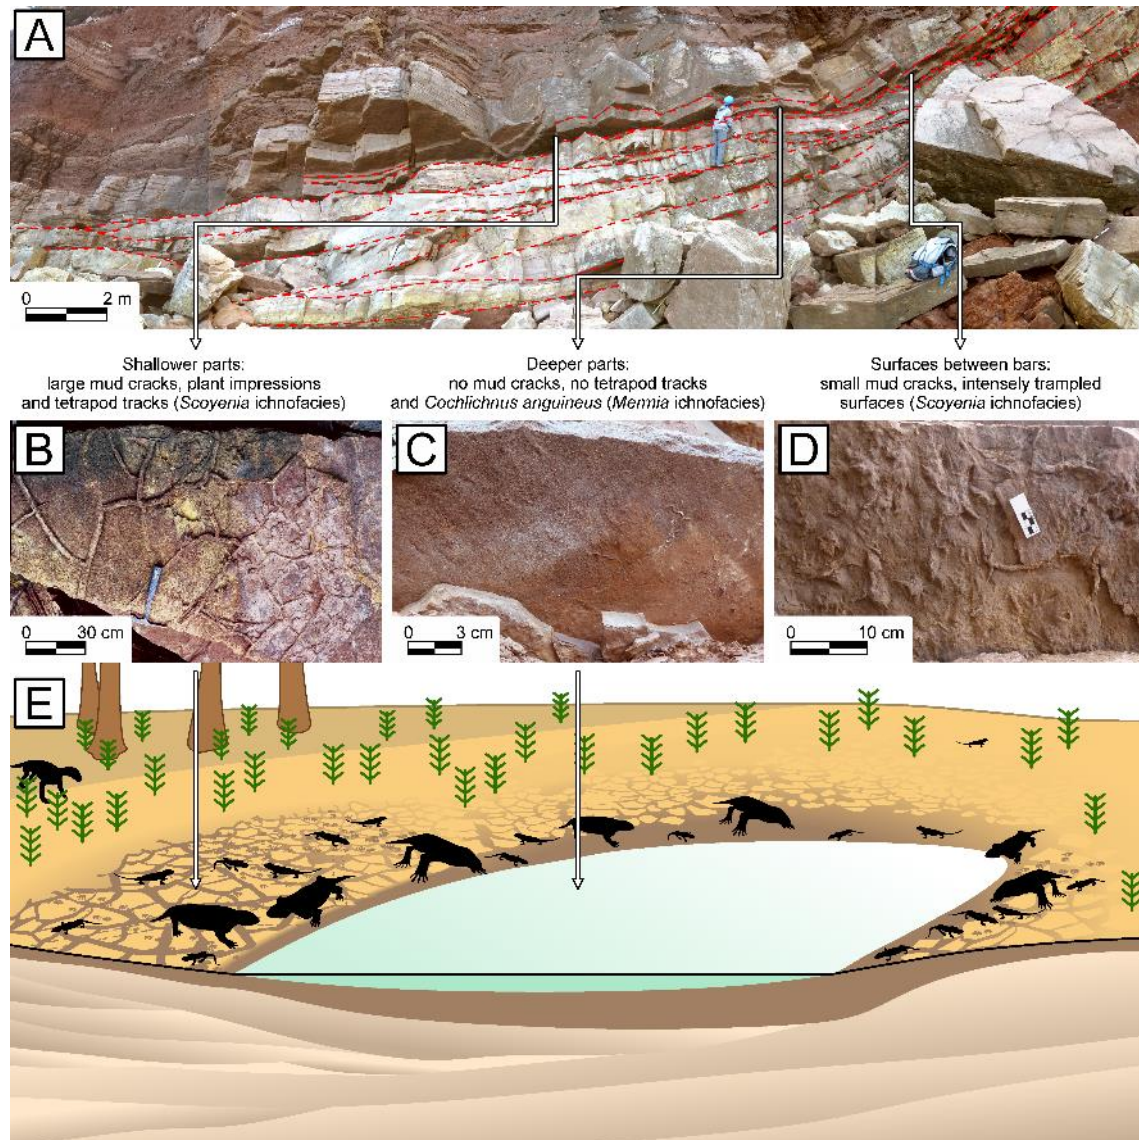 A
0 2 m
Shallower parts:
large mud cracks, plant impressions
and tetrapod tracks (Scoyenia ichnofacies)
Deeper parts:
no mud cracks, no tetrapod tracks
and Cochlichnus anguineus (Mermia ichnofacies)
Surfaces between bars:
small mud cracks, intensely trampled
surfaces (Scoyenia ichnofacies)
B
0 30 cm
C
0 3 cm
D
0 10 cm
E